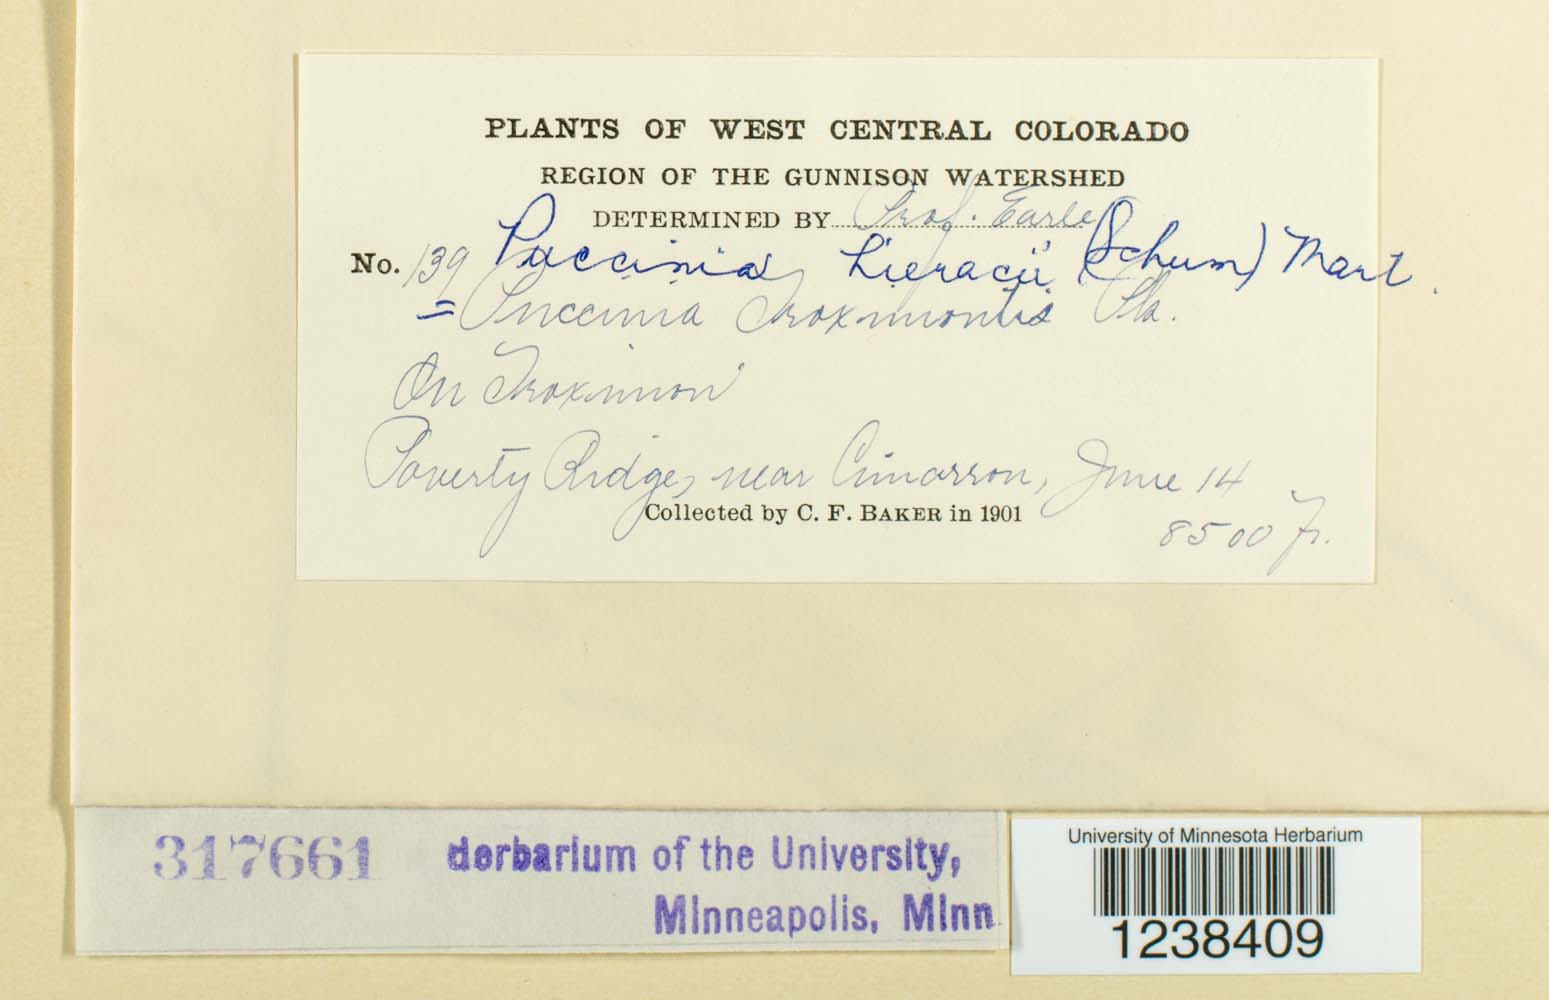 PLANTS OF WEST CENTRAL COLORADO
REGION OF THE GUNNISON WATERSHED
DETERMINED BY Prof. Earle
No. 139 Puccinia hieracii (Schum) Mart.
= Puccinia Troximontis Pk.
On Troximon
Poverty Ridge, near Cimarron, June 14
Collected by C. F. BAKER in 1901
8500 Ft.
317661 derbarium of the University,
Minneapolis, Minn
University of Minnesota Herbarium
1238409